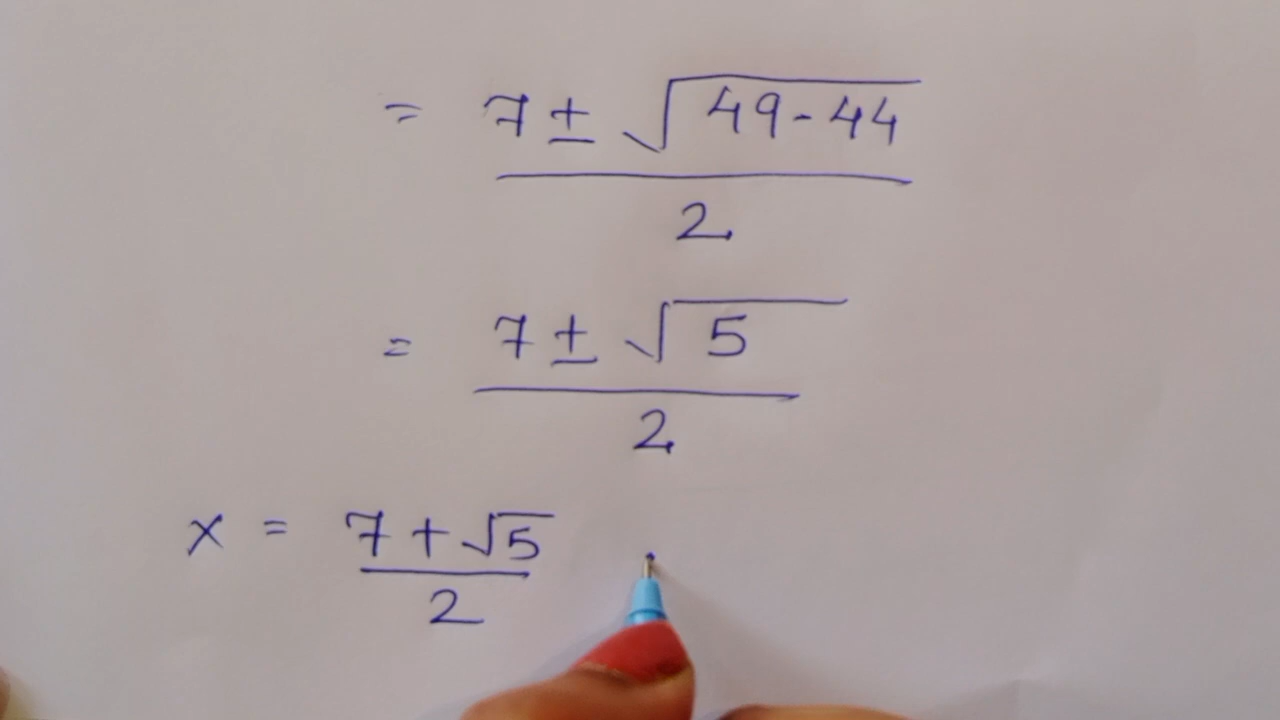 = 7 ± √49-44
2
= 7 ± √5
2
x = 7 + √5
2